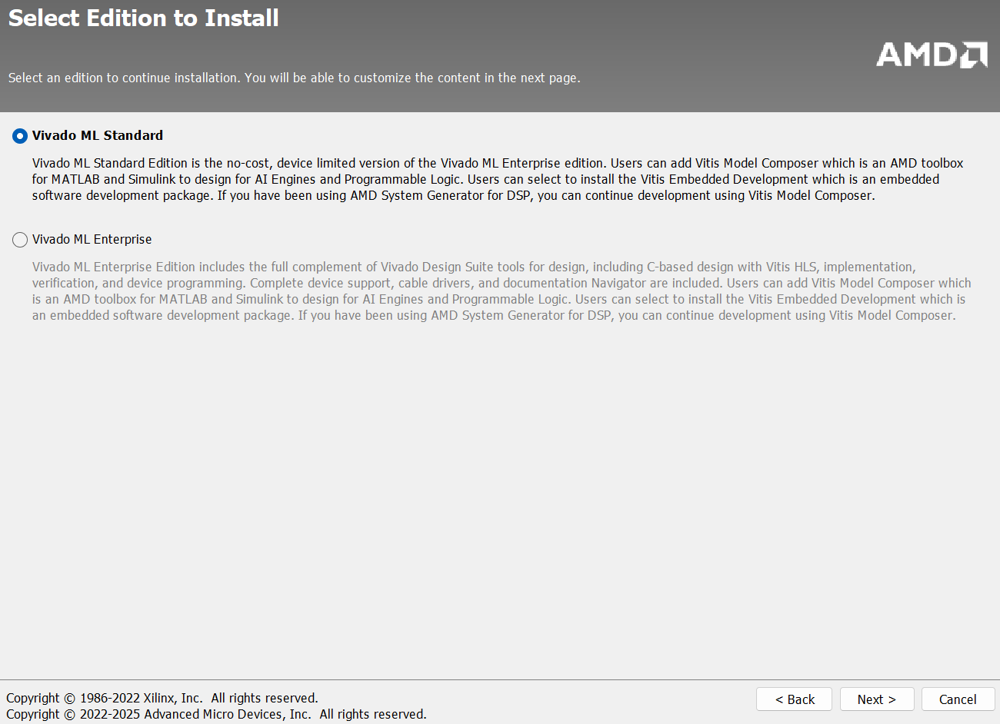 Select Edition to Install
AMD
Select an edition to continue installation. You will be able to customize the content in the next page.
Vivado ML Standard
Vivado ML Standard Edition is the no-cost, device limited version of the Vivado ML Enterprise edition. Users can add Vitis Model Composer which is an AMD toolbox
for MATLAB and Simulink to design for AI Engines and Programmable Logic. Users can select to install the Vitis Embedded Development which is an embedded
software development package. If you have been using AMD System Generator for DSP, you can continue development using Vitis Model Composer.
Vivado ML Enterprise
Vivado ML Enterprise Edition includes the full complement of Vivado Design Suite tools for design, including C-based design with Vitis HLS, implementation,
verification, and device programming. Complete device support, cable drivers, and documentation Navigator are included. Users can add Vitis Model Composer which
is an AMD toolbox for MATLAB and Simulink to design for AI Engines and Programmable Logic. Users can select to install the Vitis Embedded Development which is
an embedded software development package. If you have been using AMD System Generator for DSP, you can continue development using Vitis Model Composer.
Copyright © 1986-2022 Xilinx, Inc.  All rights reserved.
Copyright © 2022-2025 Advanced Micro Devices, Inc.  All rights reserved.
< Back
Next >
Cancel